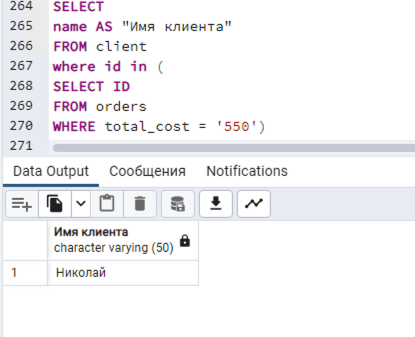 264 SELECT
265 name AS "Имя клиента"
266 FROM client
267 where id in (
268 SELECT ID
269 FROM orders
270 WHERE total_cost = '550')
271
Data Output Сообщения Notifications
Имя клиента
character varying (50)
1 Николай